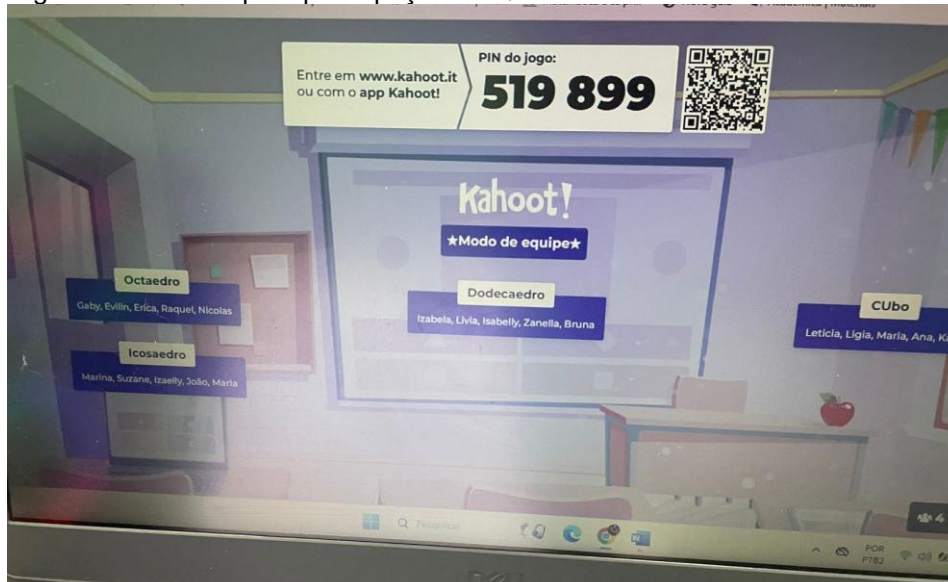 Entre em www.kahoot.it
ou com o app Kahoot!
PIN do jogo:
519 899
Kahoot!
★Modo de equipe★
Octaedro
Gaby, Evilin, Erica, Raquel, Nicolas
Dodecaedro
Izabela, Livia, Isabelly, Zanella, Bruna
CUbo
Leticia, Ligia, Maria, Ana,
Icosaedro
Marina, Suzane, Izaelly, João, Maria
4
Pesquisar
POR
PTB2
DELL